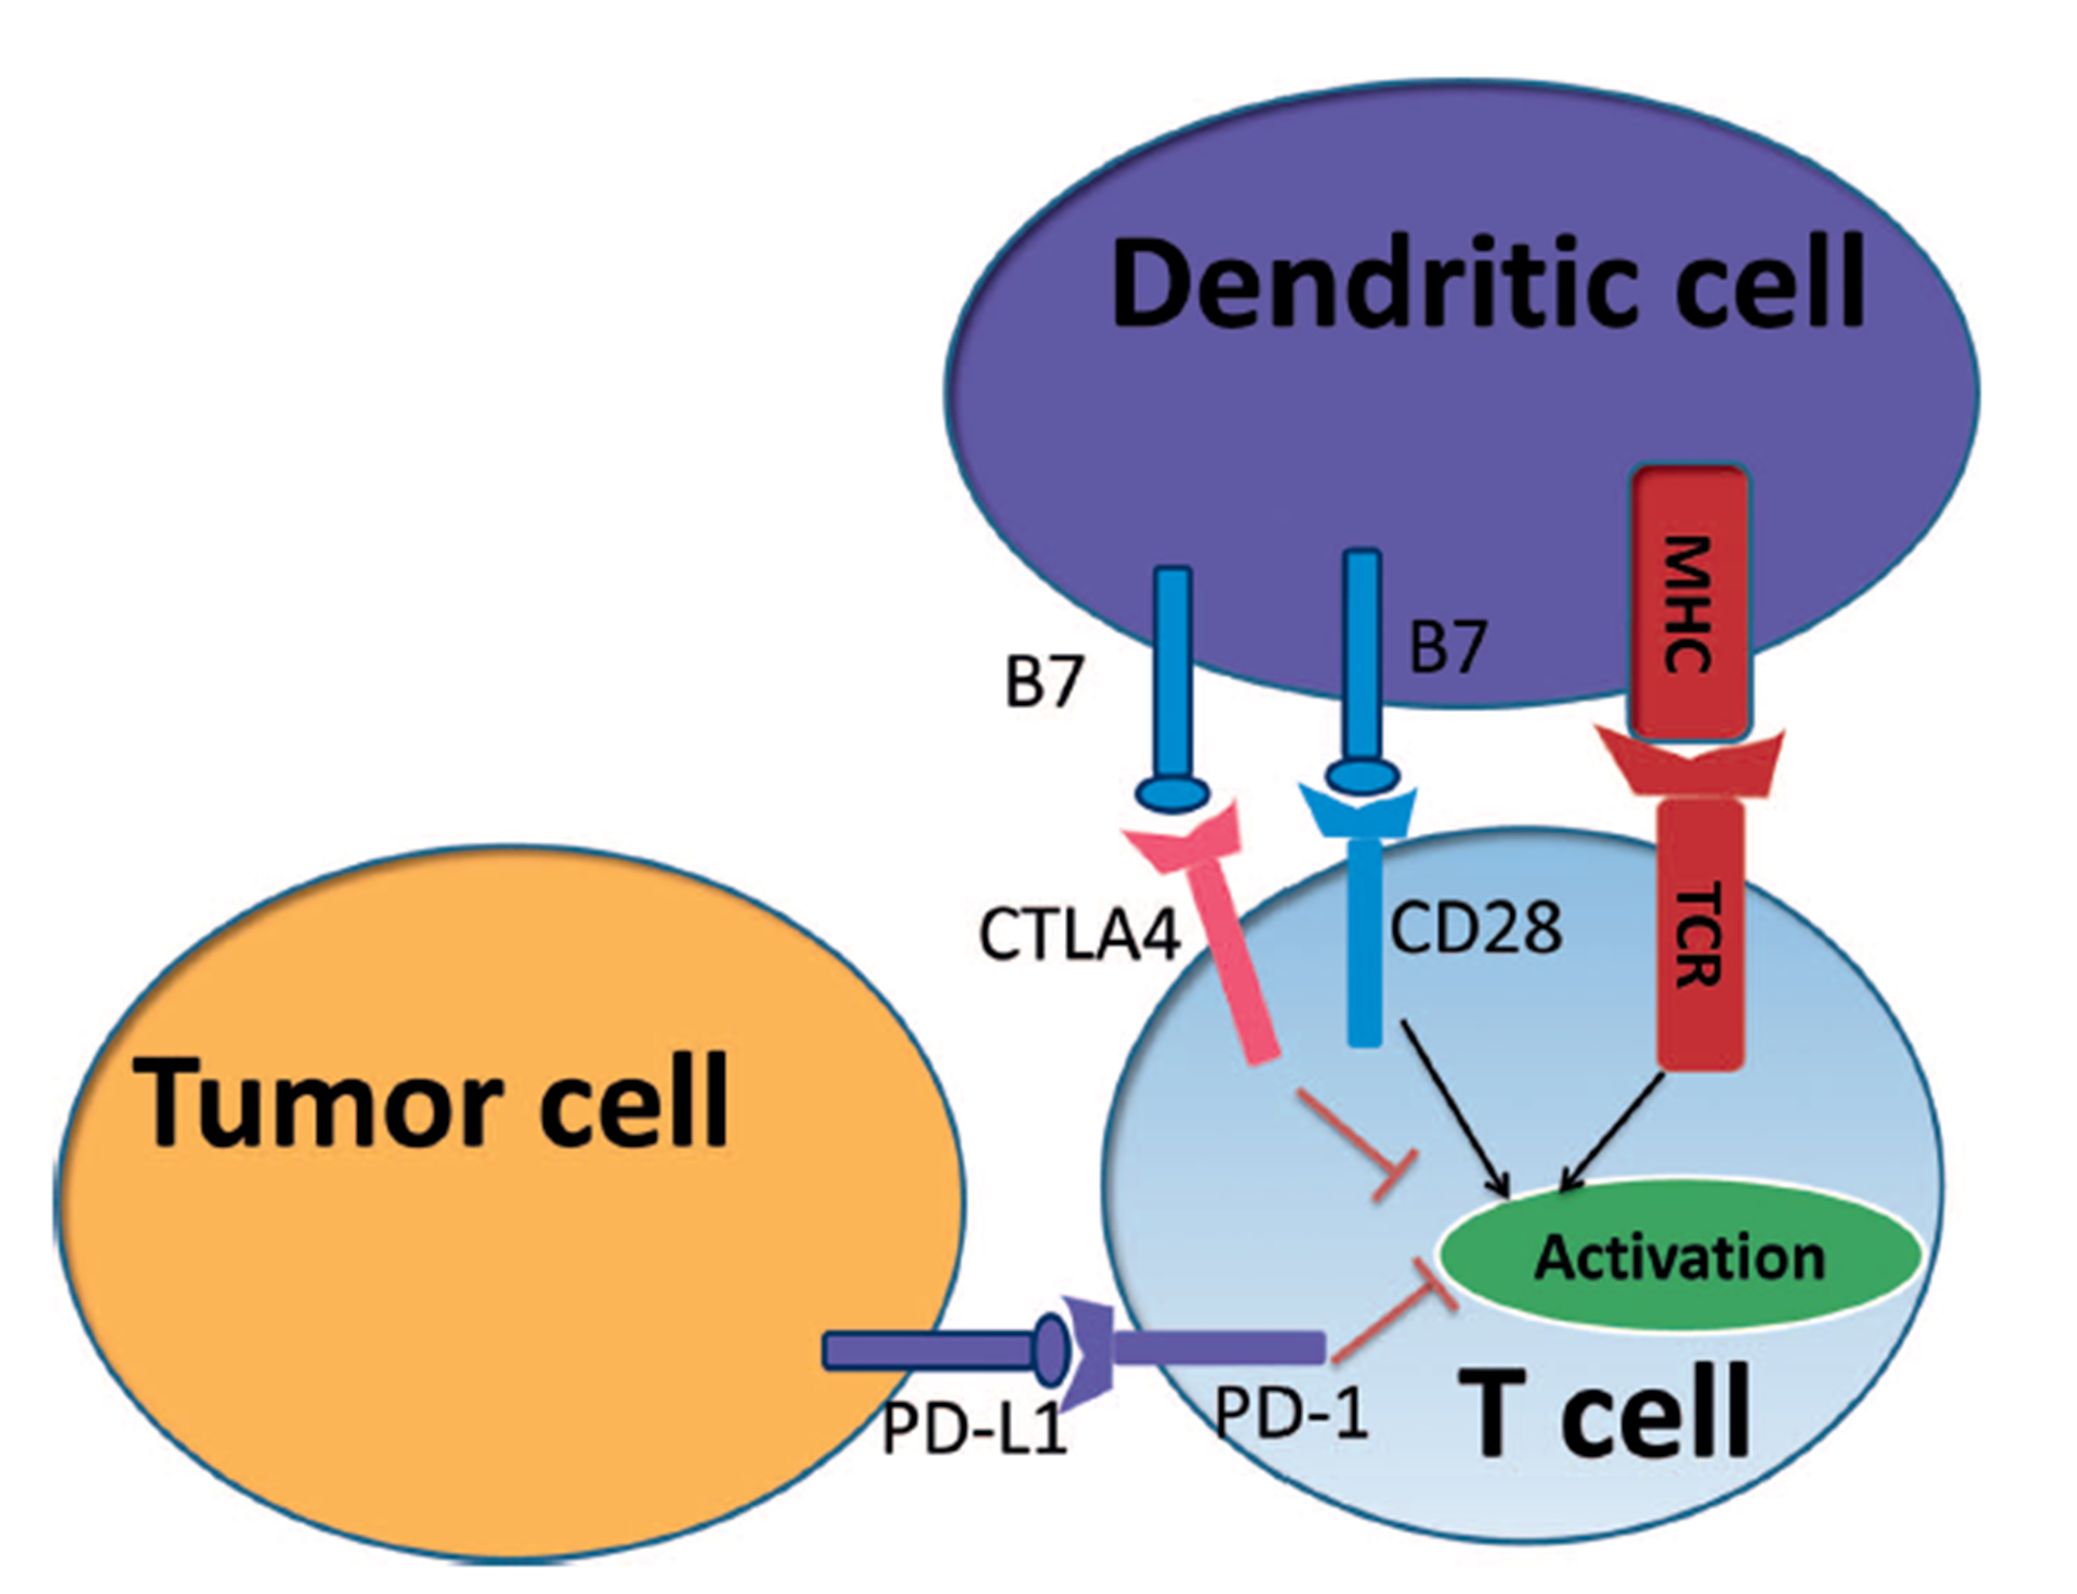 Dendritic cell
MHC
B7
B7
TCR
CTLA4
CD28
Tumor cell
Activation
PD-L1
PD-1
T cell